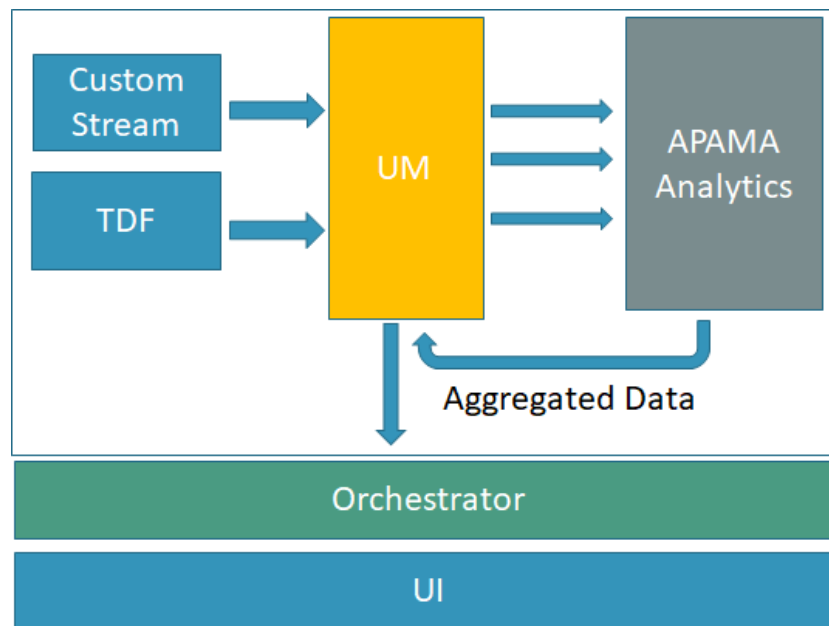 Custom
Stream
TDF
UM
APAMA
Analytics
Aggregated Data
Orchestrator
UI